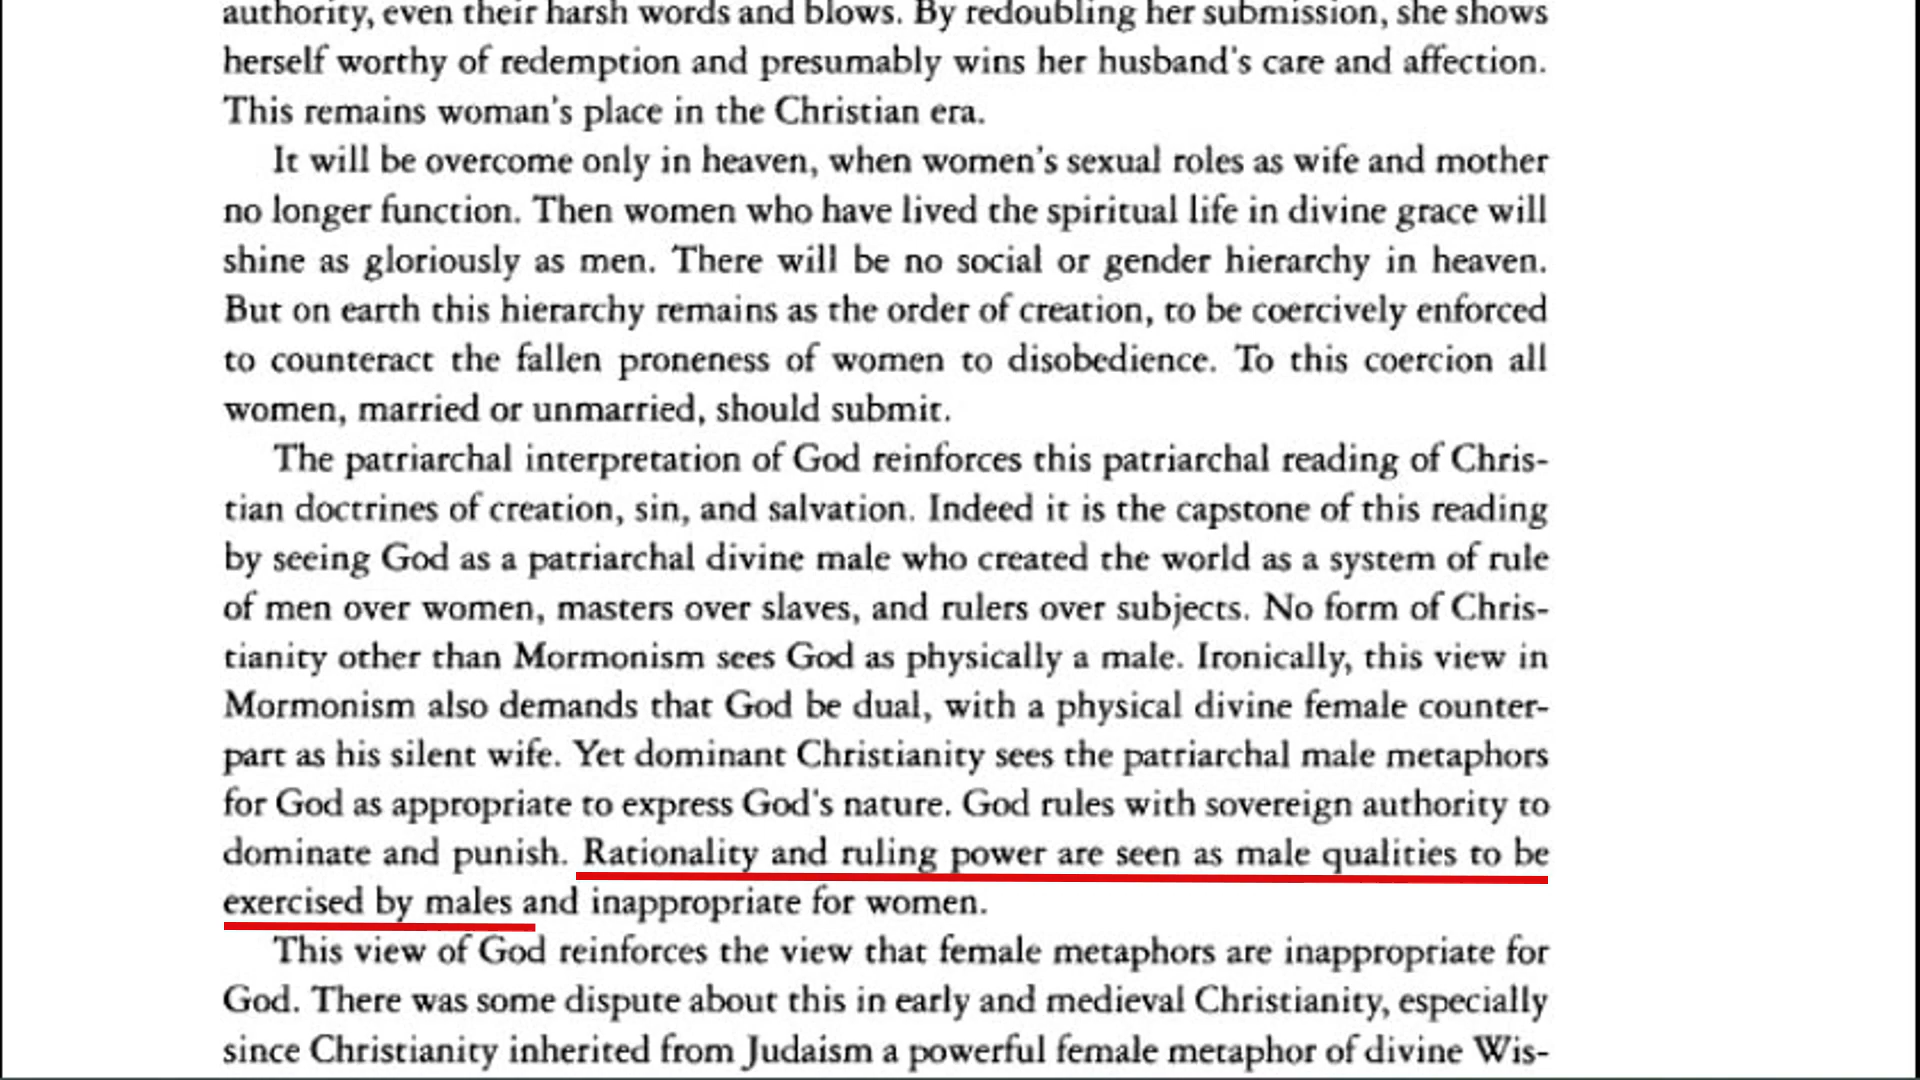 authority, even their harsh words and blows. By redoubling her submission, she shows
herself worthy of redemption and presumably wins her husband's care and affection.
This remains woman's place in the Christian era.
It will be overcome only in heaven, when women's sexual roles as wife and mother
no longer function. Then women who have lived the spiritual life in divine grace will
shine as gloriously as men. There will be no social or gender hierarchy in heaven.
But on earth this hierarchy remains as the order of creation, to be coercively enforced
to counteract the fallen proneness of women to disobedience. To this coercion all
women, married or unmarried, should submit.
The patriarchal interpretation of God reinforces this patriarchal reading of Chris-
tian doctrines of creation, sin, and salvation. Indeed it is the capstone of this reading
by seeing God as a patriarchal divine male who created the world as a system of rule
of men over women, masters over slaves, and rulers over subjects. No form of Chris-
tianity other than Mormonism sees God as physically a male. Ironically, this view in
Mormonism also demands that God be dual, with a physical divine female counter-
part as his silent wife. Yet dominant Christianity sees the patriarchal male metaphors
for God as appropriate to express God's nature. God rules with sovereign authority to
dominate and punish. Rationality and ruling power are seen as male qualities to be
exercised by males and inappropriate for women.
This view of God reinforces the view that female metaphors are inappropriate for
God. There was some dispute about this in early and medieval Christianity, especially
since Christianity inherited from Judaism a powerful female metaphor of divine Wis-